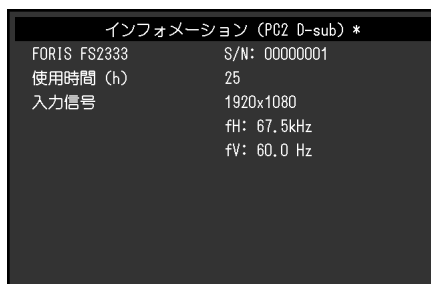 インフォメーション (PC2 D-sub) *
FORIS FS2333 S/N: 00000001
使用時間 (h) 25
入力信号 1920x1080
fH: 67.5kHz
fV: 60.0 Hz